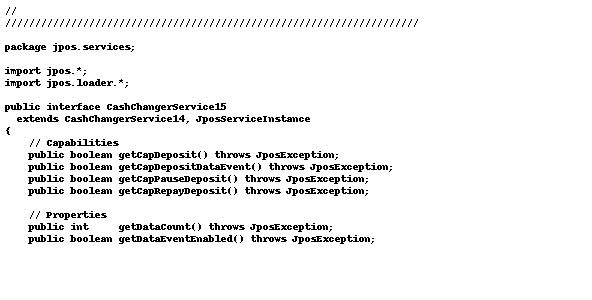 //
//////////////////////////////////////////////////////////////////////
package jpos.services;
import jpos.*;
import jpos.loader.*;
public interface CashChangerService15
extends CashChangerService14, JposServiceInstance
{
// Capabilities
public boolean getCapDeposit() throws JposException;
public boolean getCapDepositDataEvent() throws JposException;
public boolean getCapPauseDeposit() throws JposException;
public boolean getCapRepayDeposit() throws JposException;
// Properties
public int getDataCount() throws JposException;
public boolean getDataEventEnabled() throws JposException;